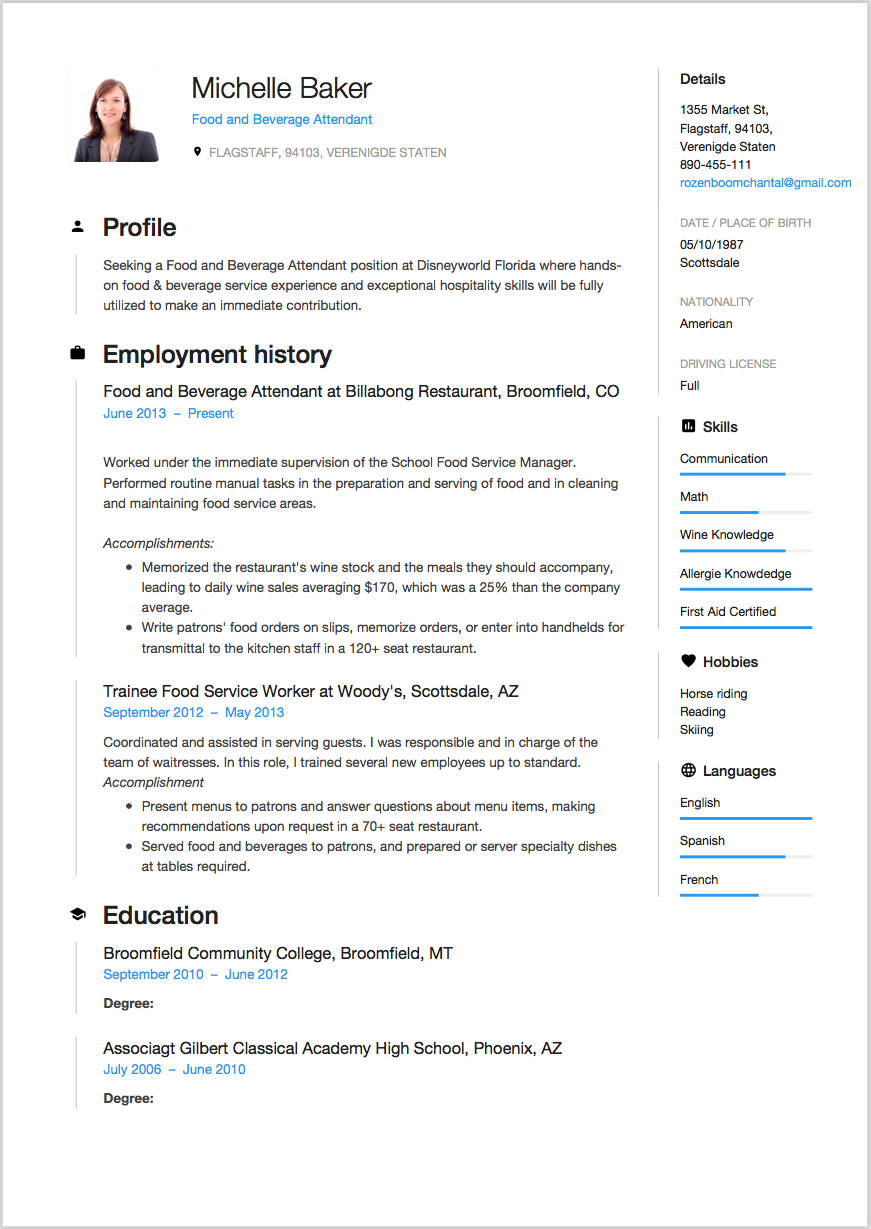 Michelle Baker
Food and Beverage Attendant
FLAGSTAFF, 94103, VERENIGDE STATEN
Profile
Seeking a Food and Beverage Attendant position at Disneyworld Florida where hands-
on food & beverage service experience and exceptional hospitality skills will be fully
utilized to make an immediate contribution.
Employment history
Food and Beverage Attendant at Billabong Restaurant, Broomfield, CO
June 2013 – Present
Worked under the immediate supervision of the School Food Service Manager.
Performed routine manual tasks in the preparation and serving of food and in cleaning
and maintaining food service areas.
Accomplishments:
• Memorized the restaurant's wine stock and the meals they should accompany,
leading to daily wine sales averaging $170, which was a 25% than the company
average.
• Write patrons' food orders on slips, memorize orders, or enter into handhelds for
transmittal to the kitchen staff in a 120+ seat restaurant.
Trainee Food Service Worker at Woody's, Scottsdale, AZ
September 2012 – May 2013
Coordinated and assisted in serving guests. I was responsible and in charge of the
team of waitresses. In this role, I trained several new employees up to standard.
Accomplishment
• Present menus to patrons and answer questions about menu items, making
recommendations upon request in a 70+ seat restaurant.
• Served food and beverages to patrons, and prepared or server specialty dishes
at tables required.
Education
Broomfield Community College, Broomfield, MT
September 2010 – June 2012
Degree:
Associagt Gilbert Classical Academy High School, Phoenix, AZ
July 2006 – June 2010
Degree:
Details
1355 Market St,
Flagstaff, 94103,
Verenigde Staten
890-455-111
rozenboomchantal@gmail.com
DATE / PLACE OF BIRTH
05/10/1987
Scottsdale
NATIONALITY
American
DRIVING LICENSE
Full
Skills
Communication
Math
Wine Knowledge
Allergie Knowdedge
First Aid Certified
Hobbies
Horse riding
Reading
Skiing
Languages
English
Spanish
French